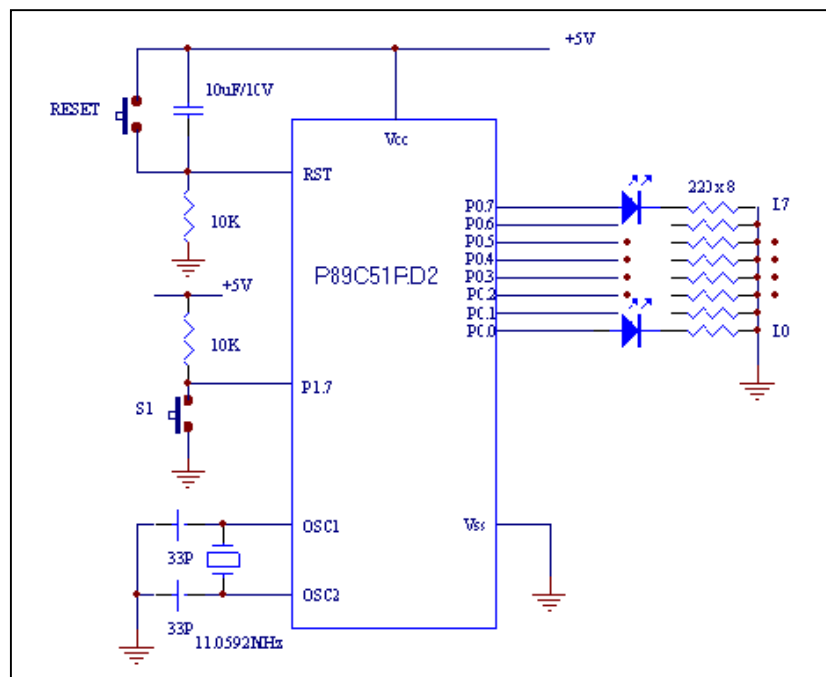 +5V
10uF/10V
RESET
Vcc
RST
10K
+5V
10K
P1.7
S1
P89C51RD2
P0.7
P0.6
P0.5
P0.4
P0.3
P0.2
P0.1
P0.0
220 x 8
L7
L0
OSC1
33P
OSC2
33P
11.0592MHz
Vss